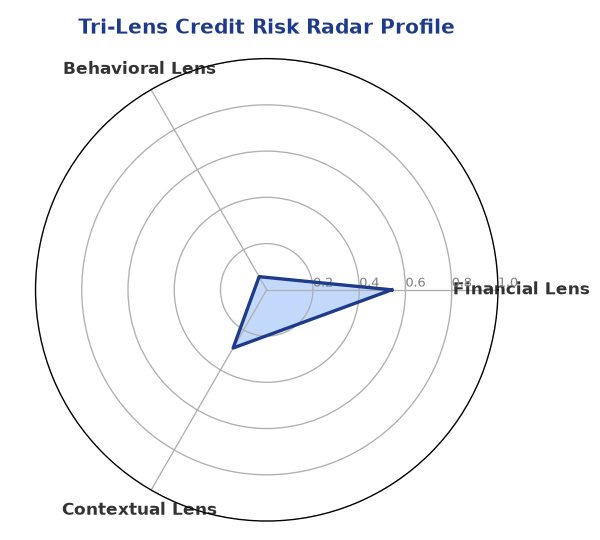 Tri-Lens Credit Risk Radar Profile
Behavioral Lens
0.2 0.4 0.6 0.8 1.0
Financial Lens
Contextual Lens